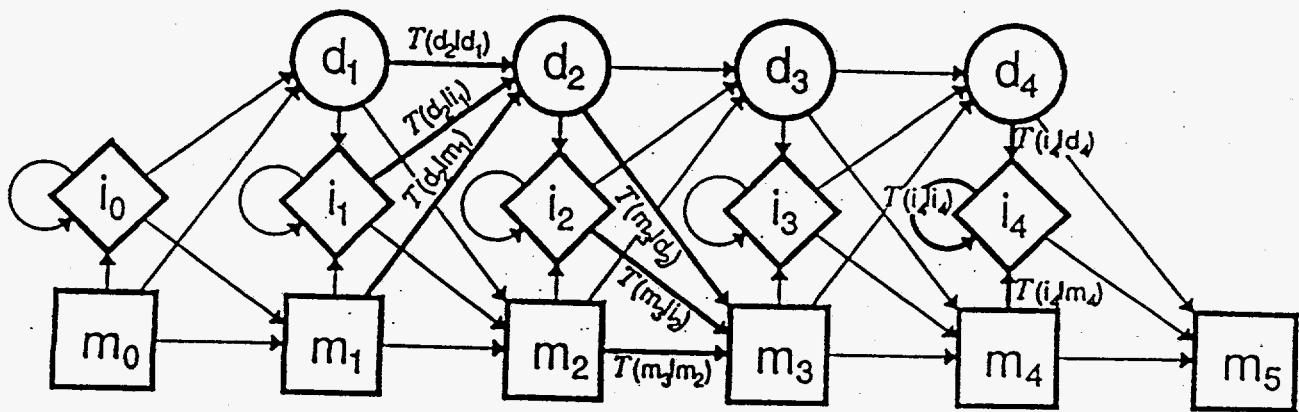 d₁
T(d₂|d₁)
d₂
d₃
d₄
T(d₂|i₁)
T(d₂|m₁)
T(i₄|d₄)
i₀
i₁
i₂
T(m₃|d₂)
i₃
T(i₄|i₄)
i₄
T(m₃|i₂)
T(i₄|m₄)
m₀
m₁
m₂
T(m₃|m₂)
m₃
m₄
m₅